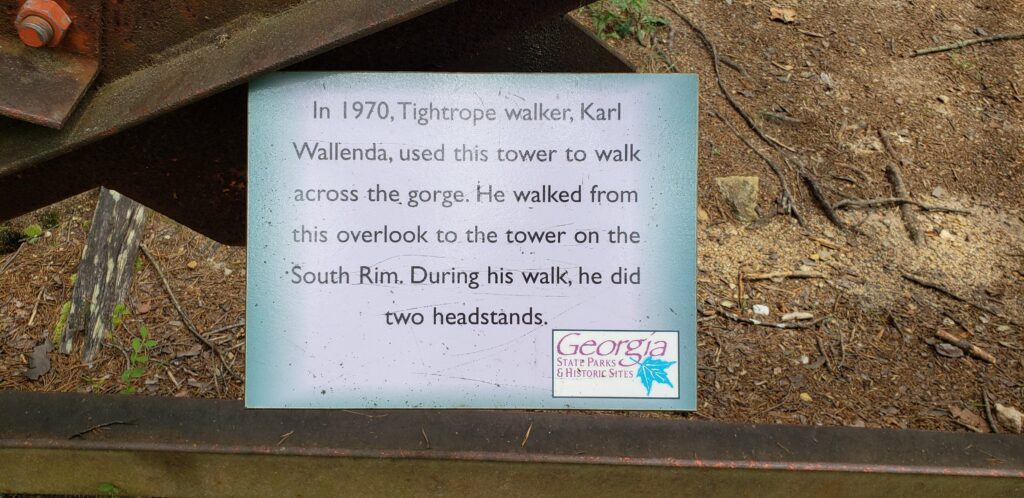 In 1970, Tightrope walker, Karl
Wallenda, used this tower to walk
across the gorge. He walked from
this overlook to the tower on the
South Rim. During his walk, he did
two headstands.
Georgia
STATE PARKS
& HISTORIC SITES